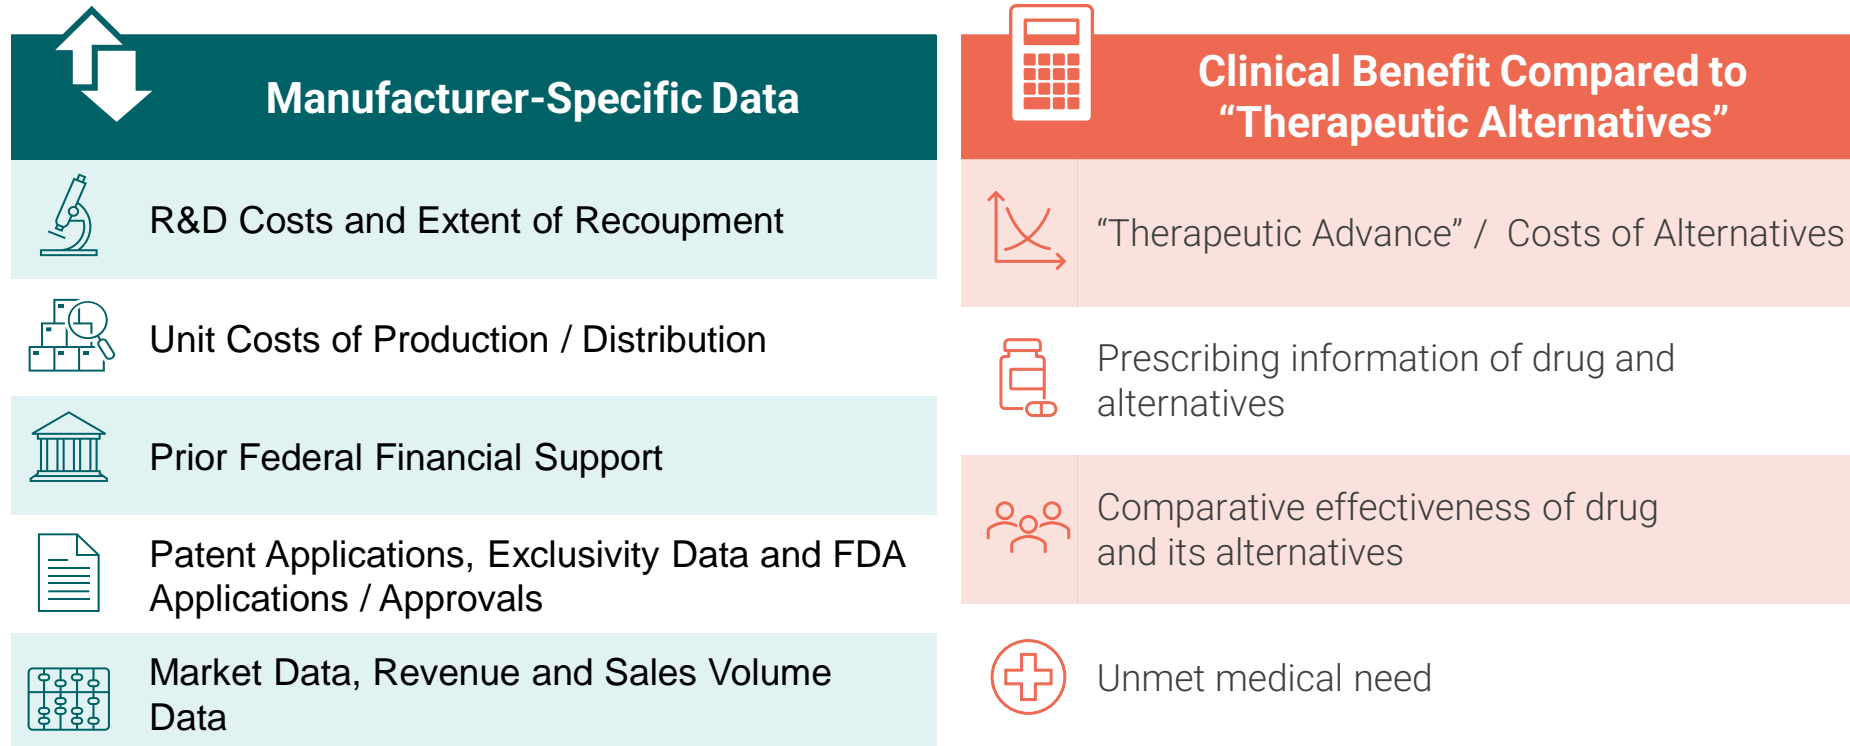 Manufacturer-Specific Data
R&D Costs and Extent of Recoupment
Unit Costs of Production / Distribution
Prior Federal Financial Support
Patent Applications, Exclusivity Data and FDA
Applications / Approvals
Market Data, Revenue and Sales Volume
Data
Clinical Benefit Compared to
“Therapeutic Alternatives”
“Therapeutic Advance” / Costs of Alternatives
Prescribing information of drug and
alternatives
Comparative effectiveness of drug
and its alternatives
Unmet medical need